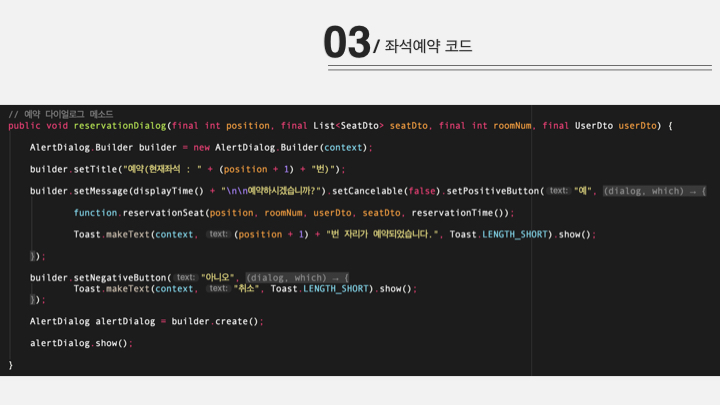 03/ 좌석예약 코드
// 예약 다이얼로그 메소드
public void reservationDialog(final int position, final List<SeatDto> seatDto, final int roomNum, final UserDto userDto) {
AlertDialog.Builder builder = new AlertDialog.Builder(context);
builder.setTitle("예약(현재좌석 : " + (position + 1) + "번)");
builder.setMessage(displayTime() + "\n\n예약하시겠습니까?").setCancelable(false).setPositiveButton( text: "예", (dialog, which) → {
function.reservationSeat(position, roomNum, userDto, seatDto, reservationTime());
Toast.makeText(context, text: (position + 1) + "번 자리가 예약되었습니다.", Toast.LENGTH_SHORT).show();
});
builder.setNegativeButton( text: "아니오", (dialog, which) → {
Toast.makeText(context, text: "취소", Toast.LENGTH_SHORT).show();
});
AlertDialog alertDialog = builder.create();
alertDialog.show();
}